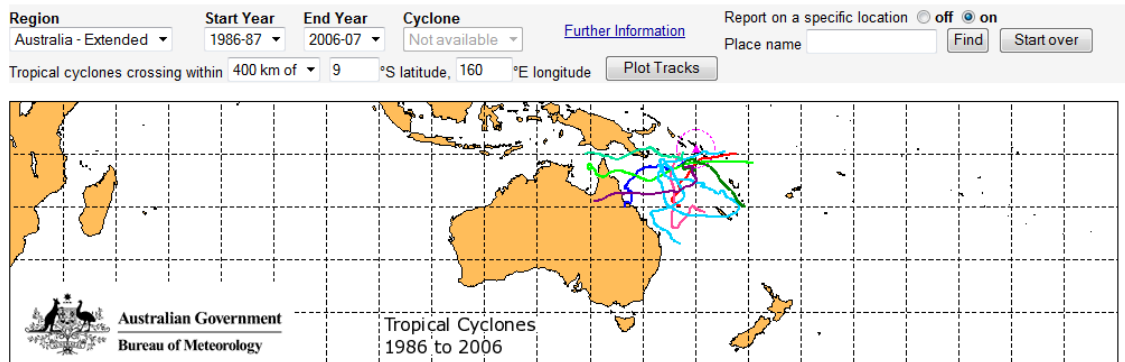 Region Start Year End Year Cyclone Report on a specific location off on
Australia - Extended 1986-87 2006-07 Not available Further Information Place name Find Start over
Tropical cyclones crossing within 400 km of 9 °S latitude, 160 °E longitude Plot Tracks
Australian Government
Bureau of Meteorology
Tropical Cyclones
1986 to 2006